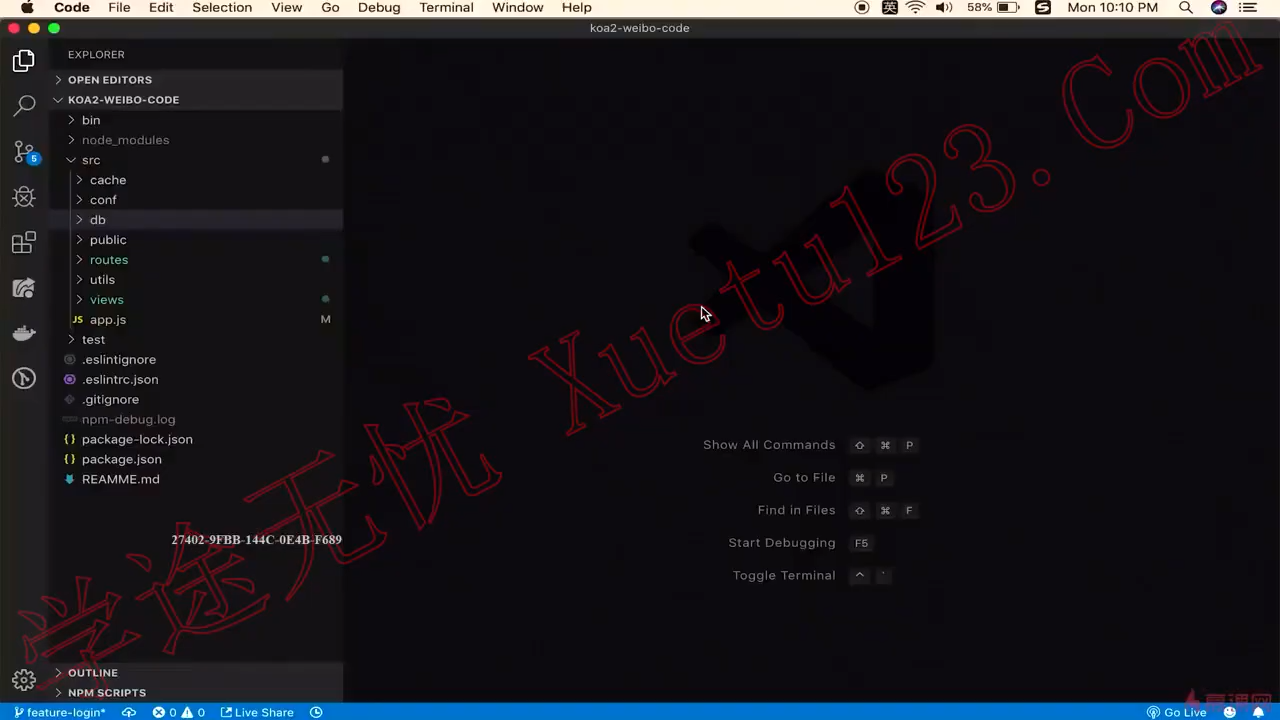 Code File Edit Selection View Go Debug Terminal Window Help 英 58% Mon 10:10 PM
koa2-weibo-code
EXPLORER
OPEN EDITORS
KOA2-WEIBO-CODE
bin
node_modules
src
cache
conf
db
public
routes
utils
views
JS app.js M
test
.eslintignore
.eslintrc.json
.gitignore
npm-debug.log
{} package-lock.json
{} package.json
REAMME.md
5
Show All Commands ⇧ ⌘ P
Go to File ⌘ P
Find in Files ⇧ ⌘ F
Start Debugging F5
Toggle Terminal ^ `
学途无忧 Xuetu123.Com
27402-9FBB-144C-0E4B-F689
OUTLINE
NPM SCRIPTS
feature-login* 0 0 Live Share Go Live